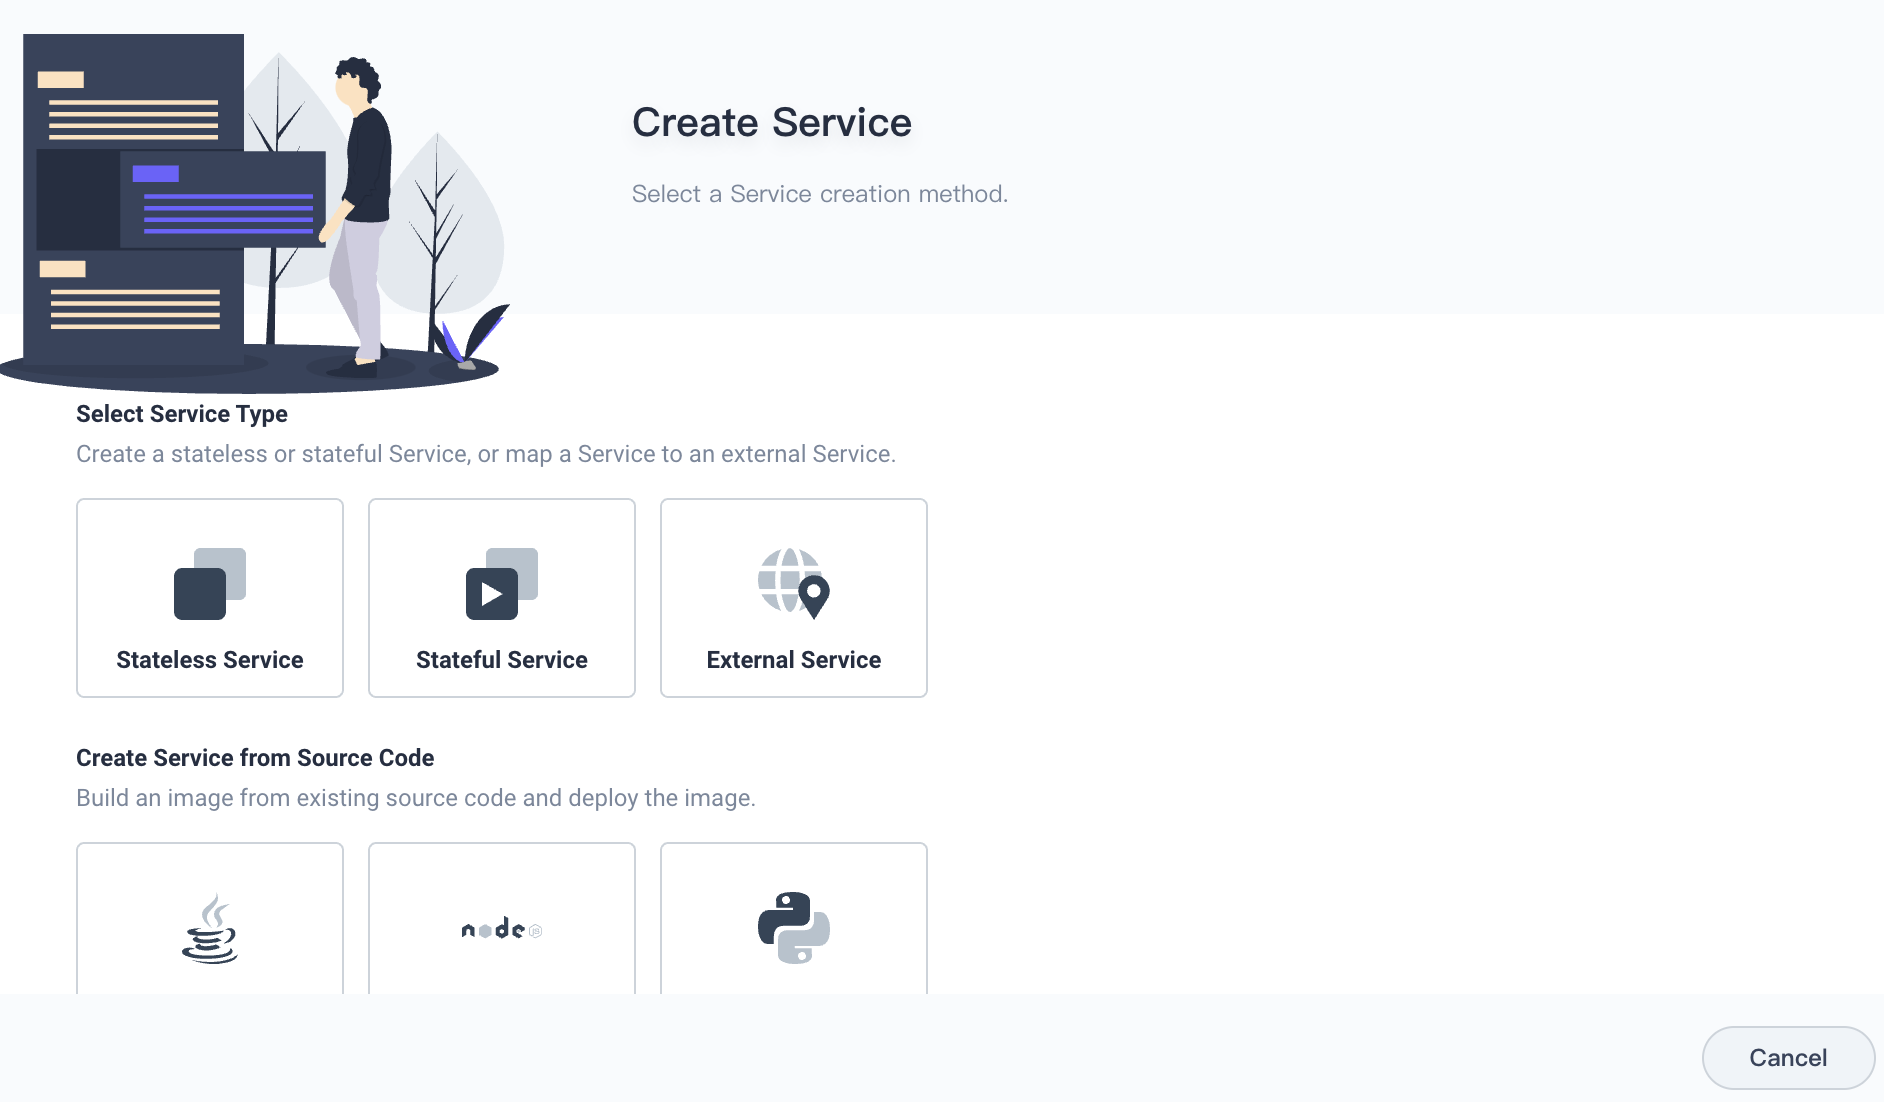 Create Service
Select a Service creation method.
Select Service Type
Create a stateless or stateful Service, or map a Service to an external Service.
Stateless Service
Stateful Service
External Service
Create Service from Source Code
Build an image from existing source code and deploy the image.
node JS
Cancel